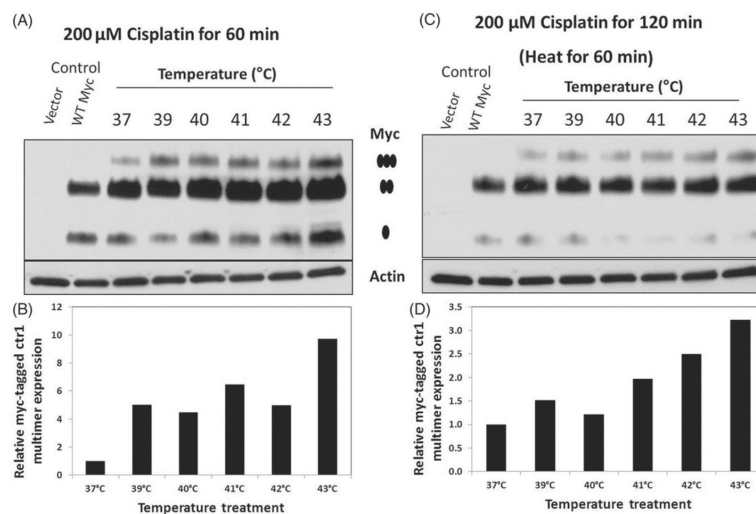 (A)
200 µM Cisplatin for 60 min
Control
Vector
WT Myc
Temperature (°C)
37 39 40 41 42 43
Myc
Actin
(B)
Relative myc-tagged ctr1
multimer expression
12
10
8
6
4
2
0
37°C 39°C 40°C 41°C 42°C 43°C
Temperature treatment
(C)
200 µM Cisplatin for 120 min
(Heat for 60 min)
Control
Vector
WT Myc
Temperature (°C)
37 39 40 41 42 43
(D)
Relative myc-tagged ctr1
multimer expression
3.5
3.0
2.5
2.0
1.5
1.0
0.5
0.0
37°C 39°C 40°C 41°C 42°C 43°C
Temperature treatment